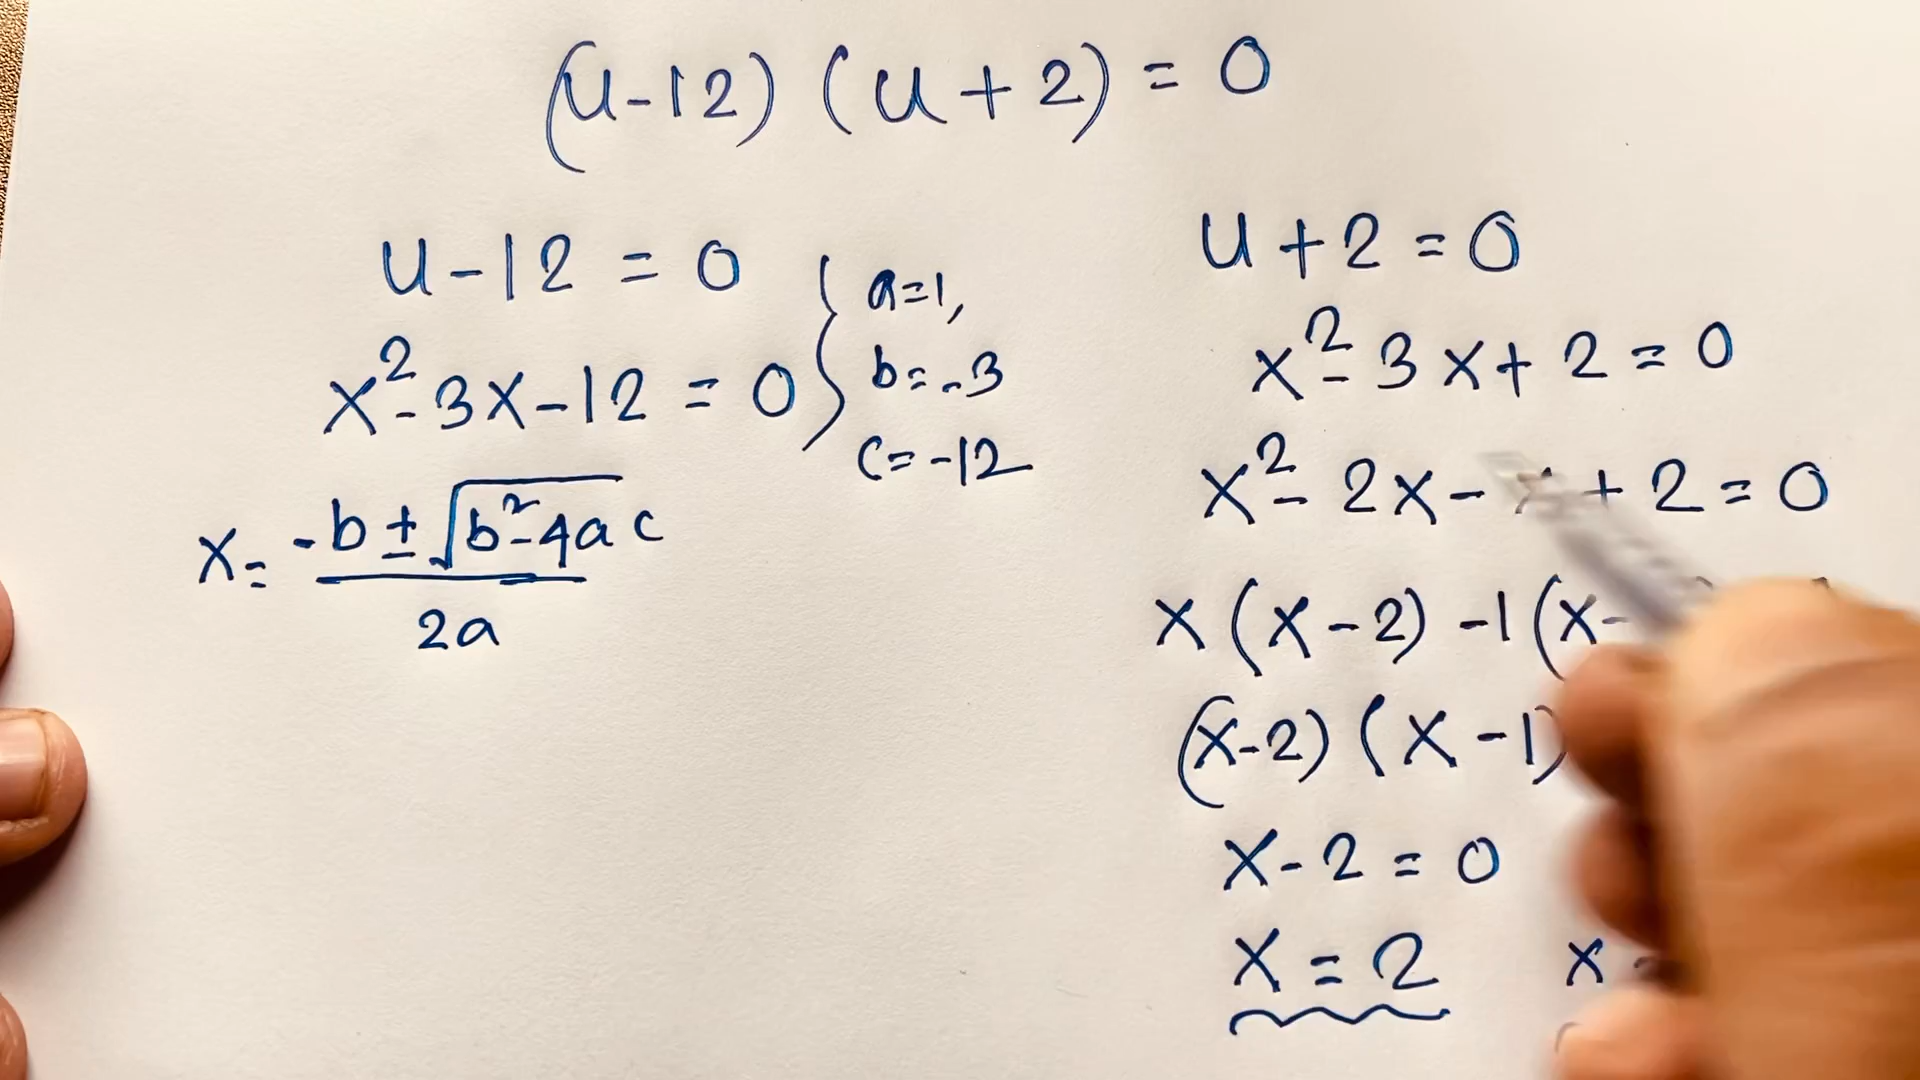 (u-12) (u+2) = 0
u-12 = 0
x²-3x-12 = 0
a=1,
b=-3
c=-12
x= -b±√b²-4ac
2a
u+2=0
x²-3x+2=0
x²-2x- +2=0
x(x-2) -1(x-
(x-2)(x-1)
x-2=0
x=2 x